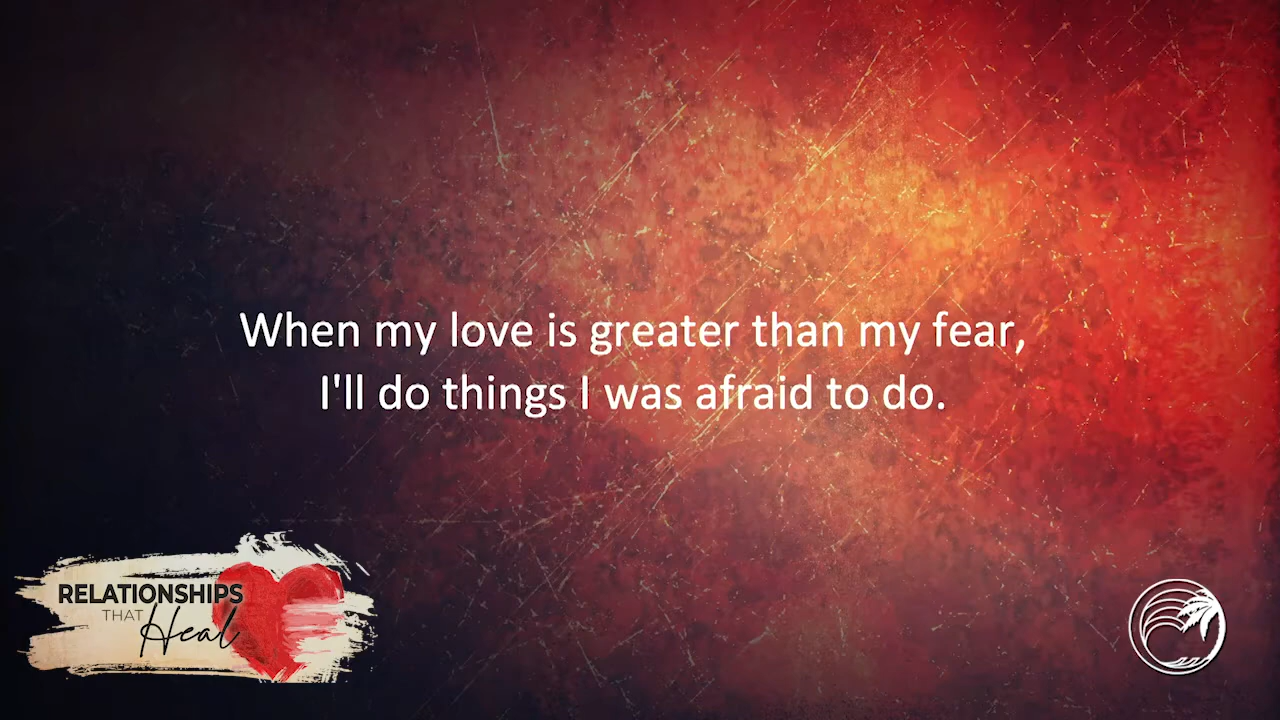 When my love is greater than my fear,
I'll do things I was afraid to do.
RELATIONSHIPS
THAT
Heal